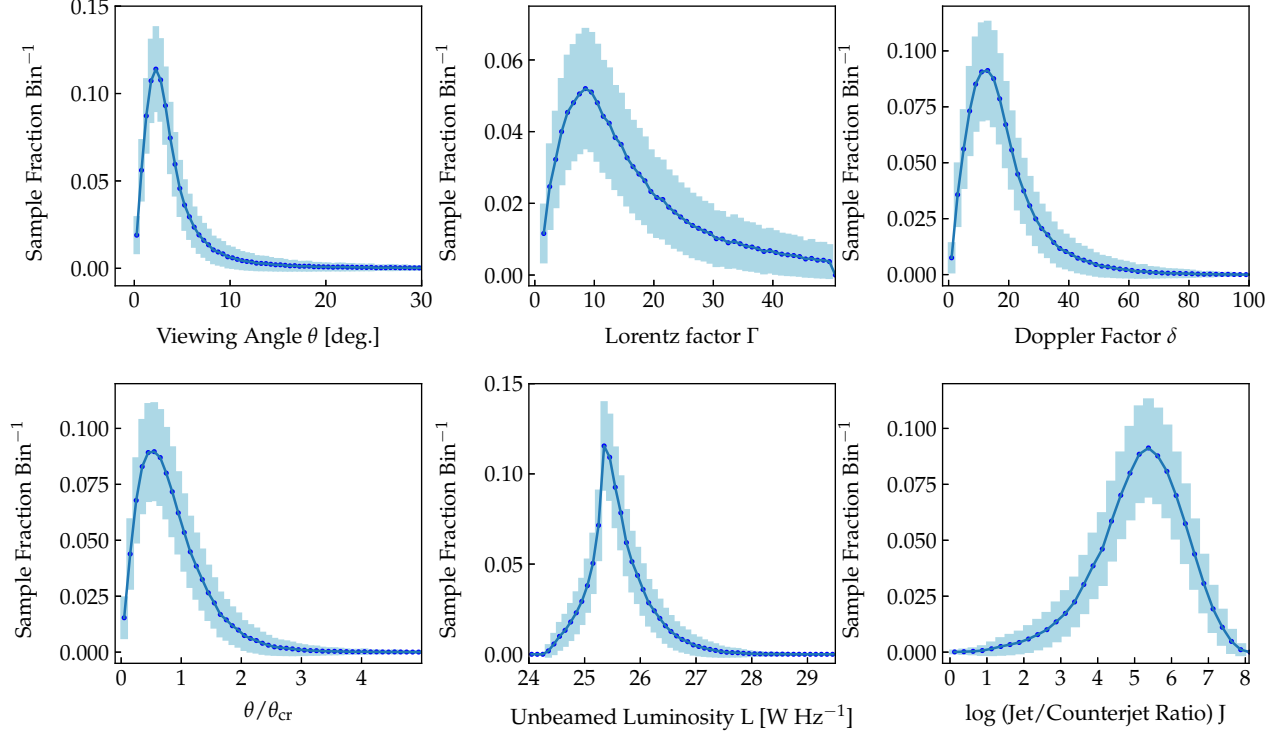 0.15
0.10
0.05
0.00
Sample Fraction Bin−1
0 10 20 30
Viewing Angle θ [deg.]
0.06
0.04
0.02
0.00
Sample Fraction Bin−1
0 10 20 30 40
Lorentz factor Γ
0.100
0.075
0.050
0.025
0.000
Sample Fraction Bin−1
0 20 40 60 80 100
Doppler Factor δ
0.100
0.075
0.050
0.025
0.000
Sample Fraction Bin−1
0 1 2 3 4
θ/θcr
0.15
0.10
0.05
0.00
Sample Fraction Bin−1
24 25 26 27 28 29
Unbeamed Luminosity L [W Hz−1]
0.100
0.075
0.050
0.025
0.000
Sample Fraction Bin−1
0 1 2 3 4 5 6 7 8
log (Jet/Counterjet Ratio) J